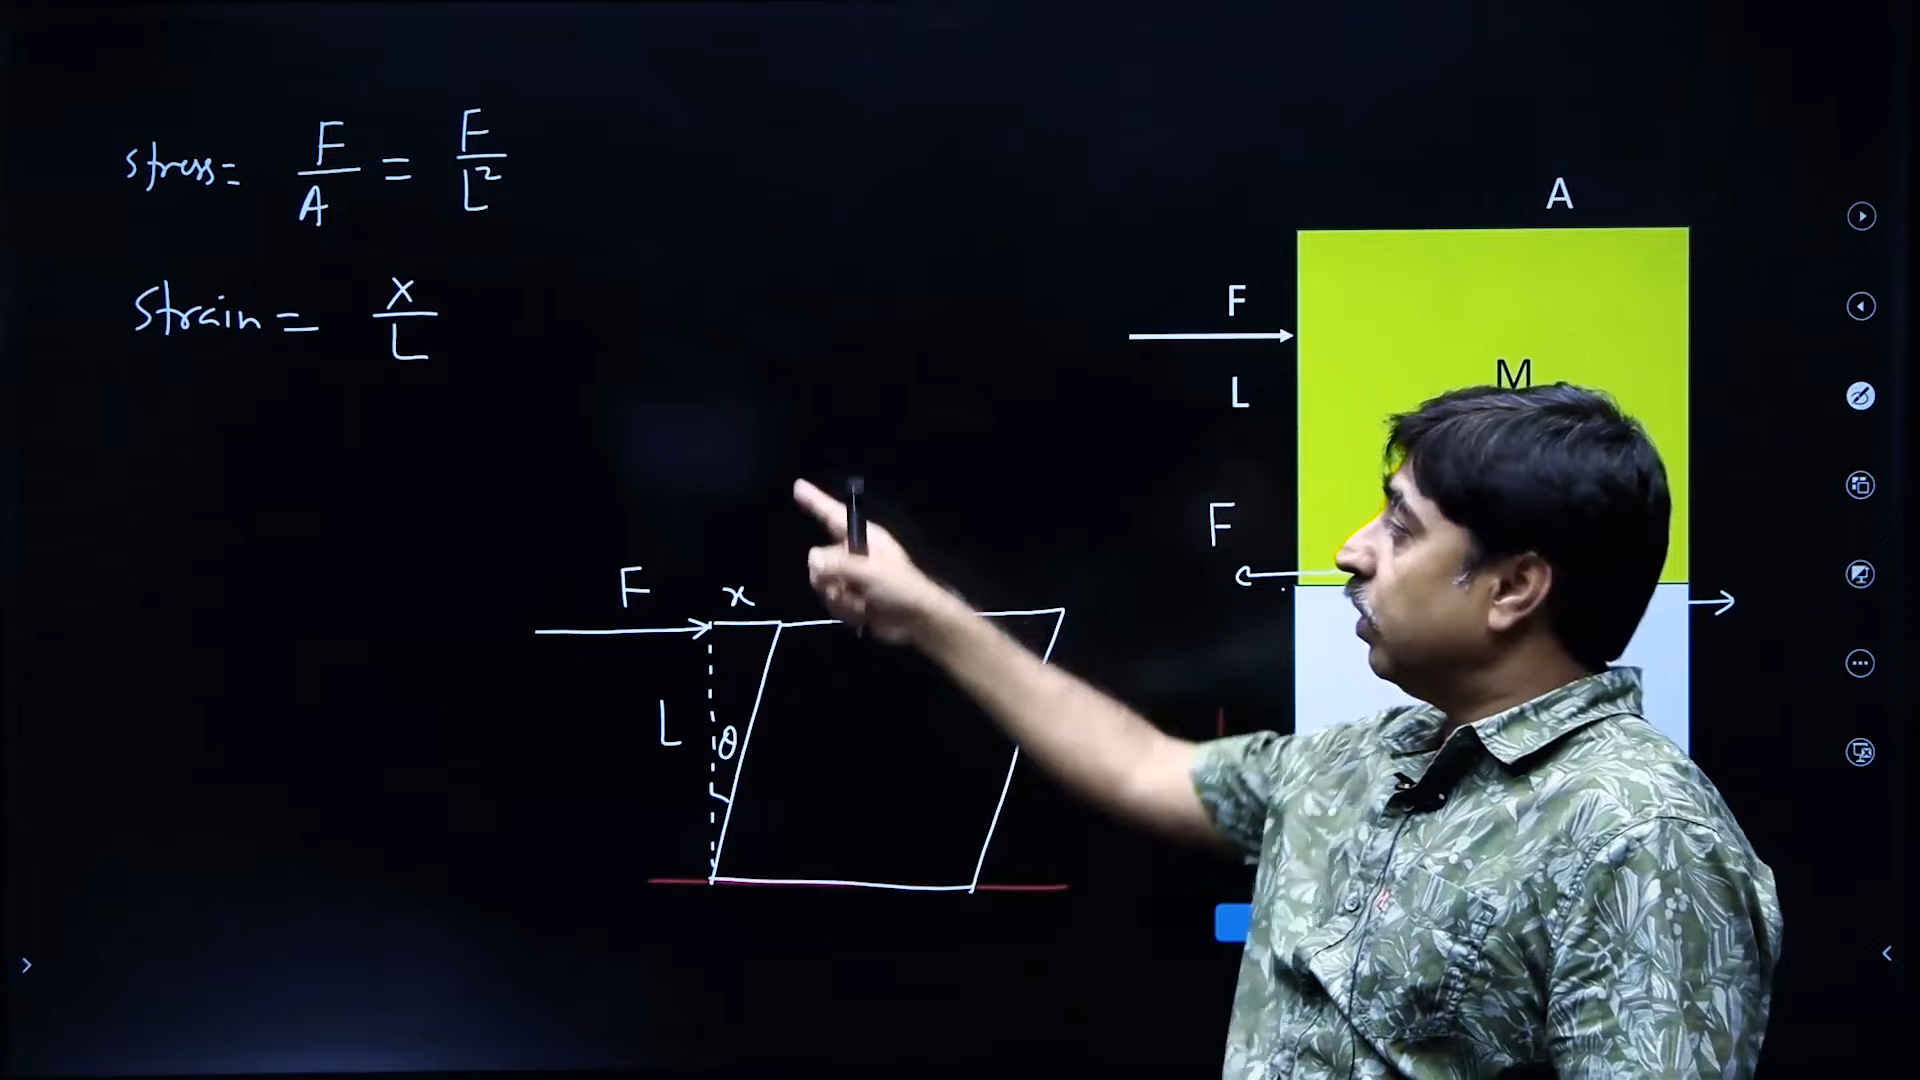 stress = F/A = F/L²
Strain = x/L
A
F
L
M
F
F
x
L
θ